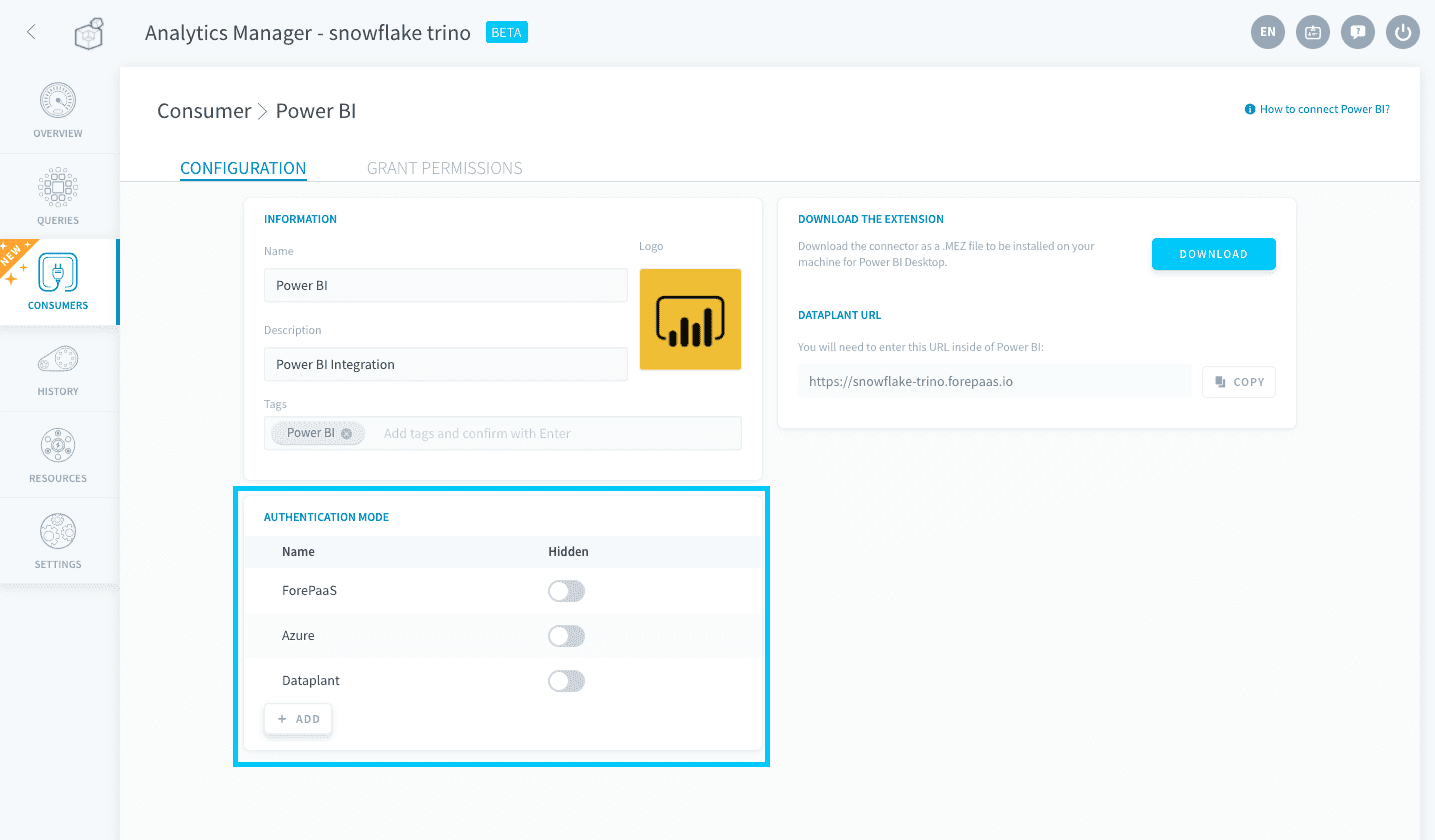 Analytics Manager - snowflake trino BETA
EN
OVERVIEW
QUERIES
NEW
CONSUMERS
HISTORY
RESOURCES
SETTINGS
Consumer > Power BI
How to connect Power BI?
CONFIGURATION GRANT PERMISSIONS
INFORMATION
Name
Power BI
Logo
Description
Power BI Integration
Tags
Power BI Add tags and confirm with Enter
AUTHENTICATION MODE
Name Hidden
ForePaaS
Azure
Dataplant
+ ADD
DOWNLOAD THE EXTENSION
Download the connector as a .MEZ file to be installed on your
machine for Power BI Desktop.
DOWNLOAD
DATAPLANT URL
You will need to enter this URL inside of Power BI:
https://snowflake-trino.forepaas.io
COPY